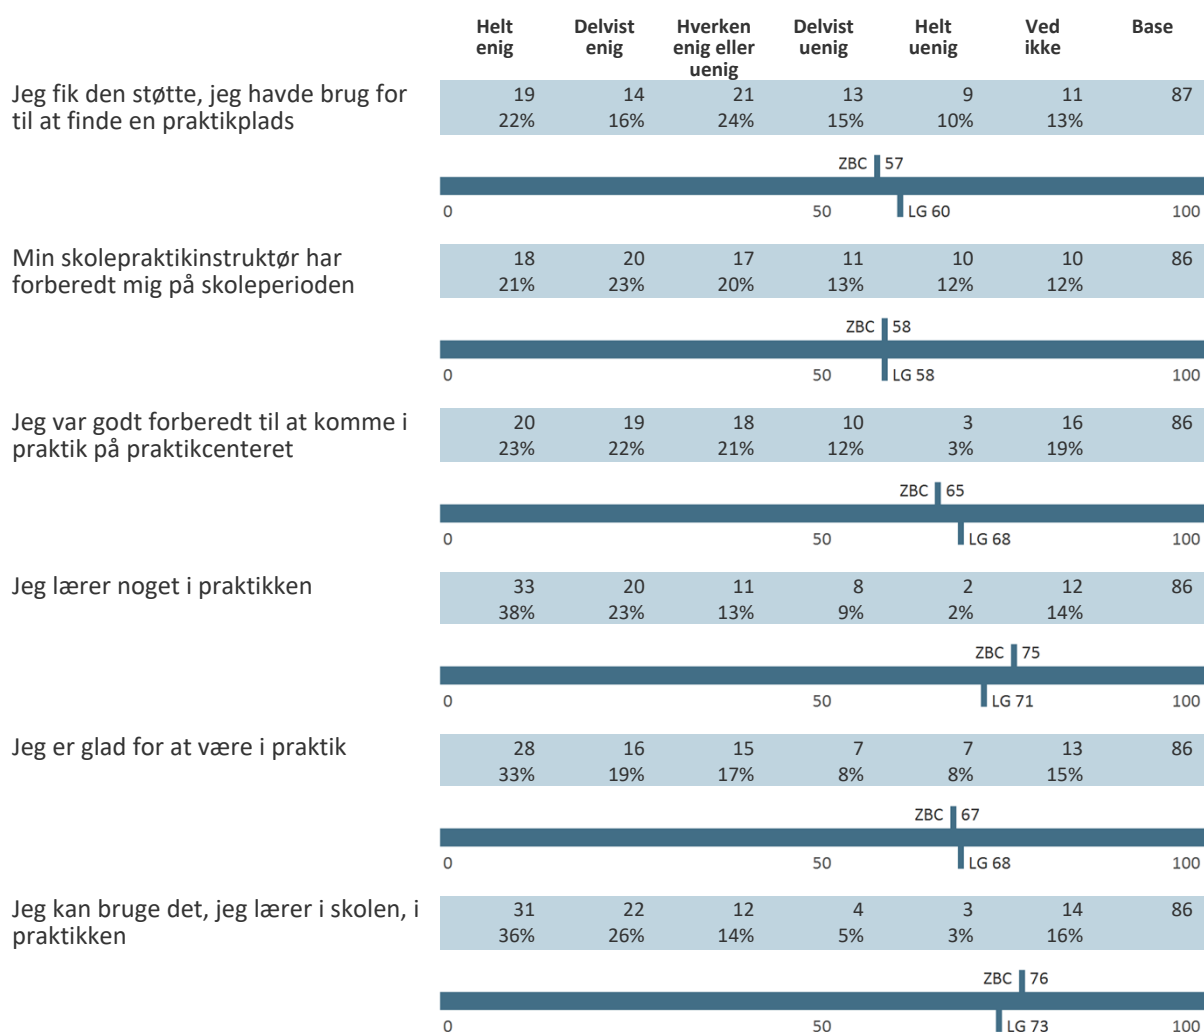 Helt enig Delvist enig Hverken enig eller uenig Delvist uenig Helt uenig Ved ikke Base
Jeg fik den støtte, jeg havde brug for
til at finde en praktikplads
19 14 21 13 9 11 87
22% 16% 24% 15% 10% 13%
ZBC 57
0 50 LG 60 100
Min skolepraktikinstruktør har
forberedt mig på skoleperioden
18 20 17 11 10 10 86
21% 23% 20% 13% 12% 12%
ZBC 58
0 50 LG 58 100
Jeg var godt forberedt til at komme i
praktik på praktikcenteret
20 19 18 10 3 16 86
23% 22% 21% 12% 3% 19%
ZBC 65
0 50 LG 68 100
Jeg lærer noget i praktikken
33 20 11 8 2 12 86
38% 23% 13% 9% 2% 14%
ZBC 75
0 50 LG 71 100
Jeg er glad for at være i praktik
28 16 15 7 7 13 86
33% 19% 17% 8% 8% 15%
ZBC 67
0 50 LG 68 100
Jeg kan bruge det, jeg lærer i skolen, i
praktikken
31 22 12 4 3 14 86
36% 26% 14% 5% 3% 16%
ZBC 76
0 50 LG 73 100